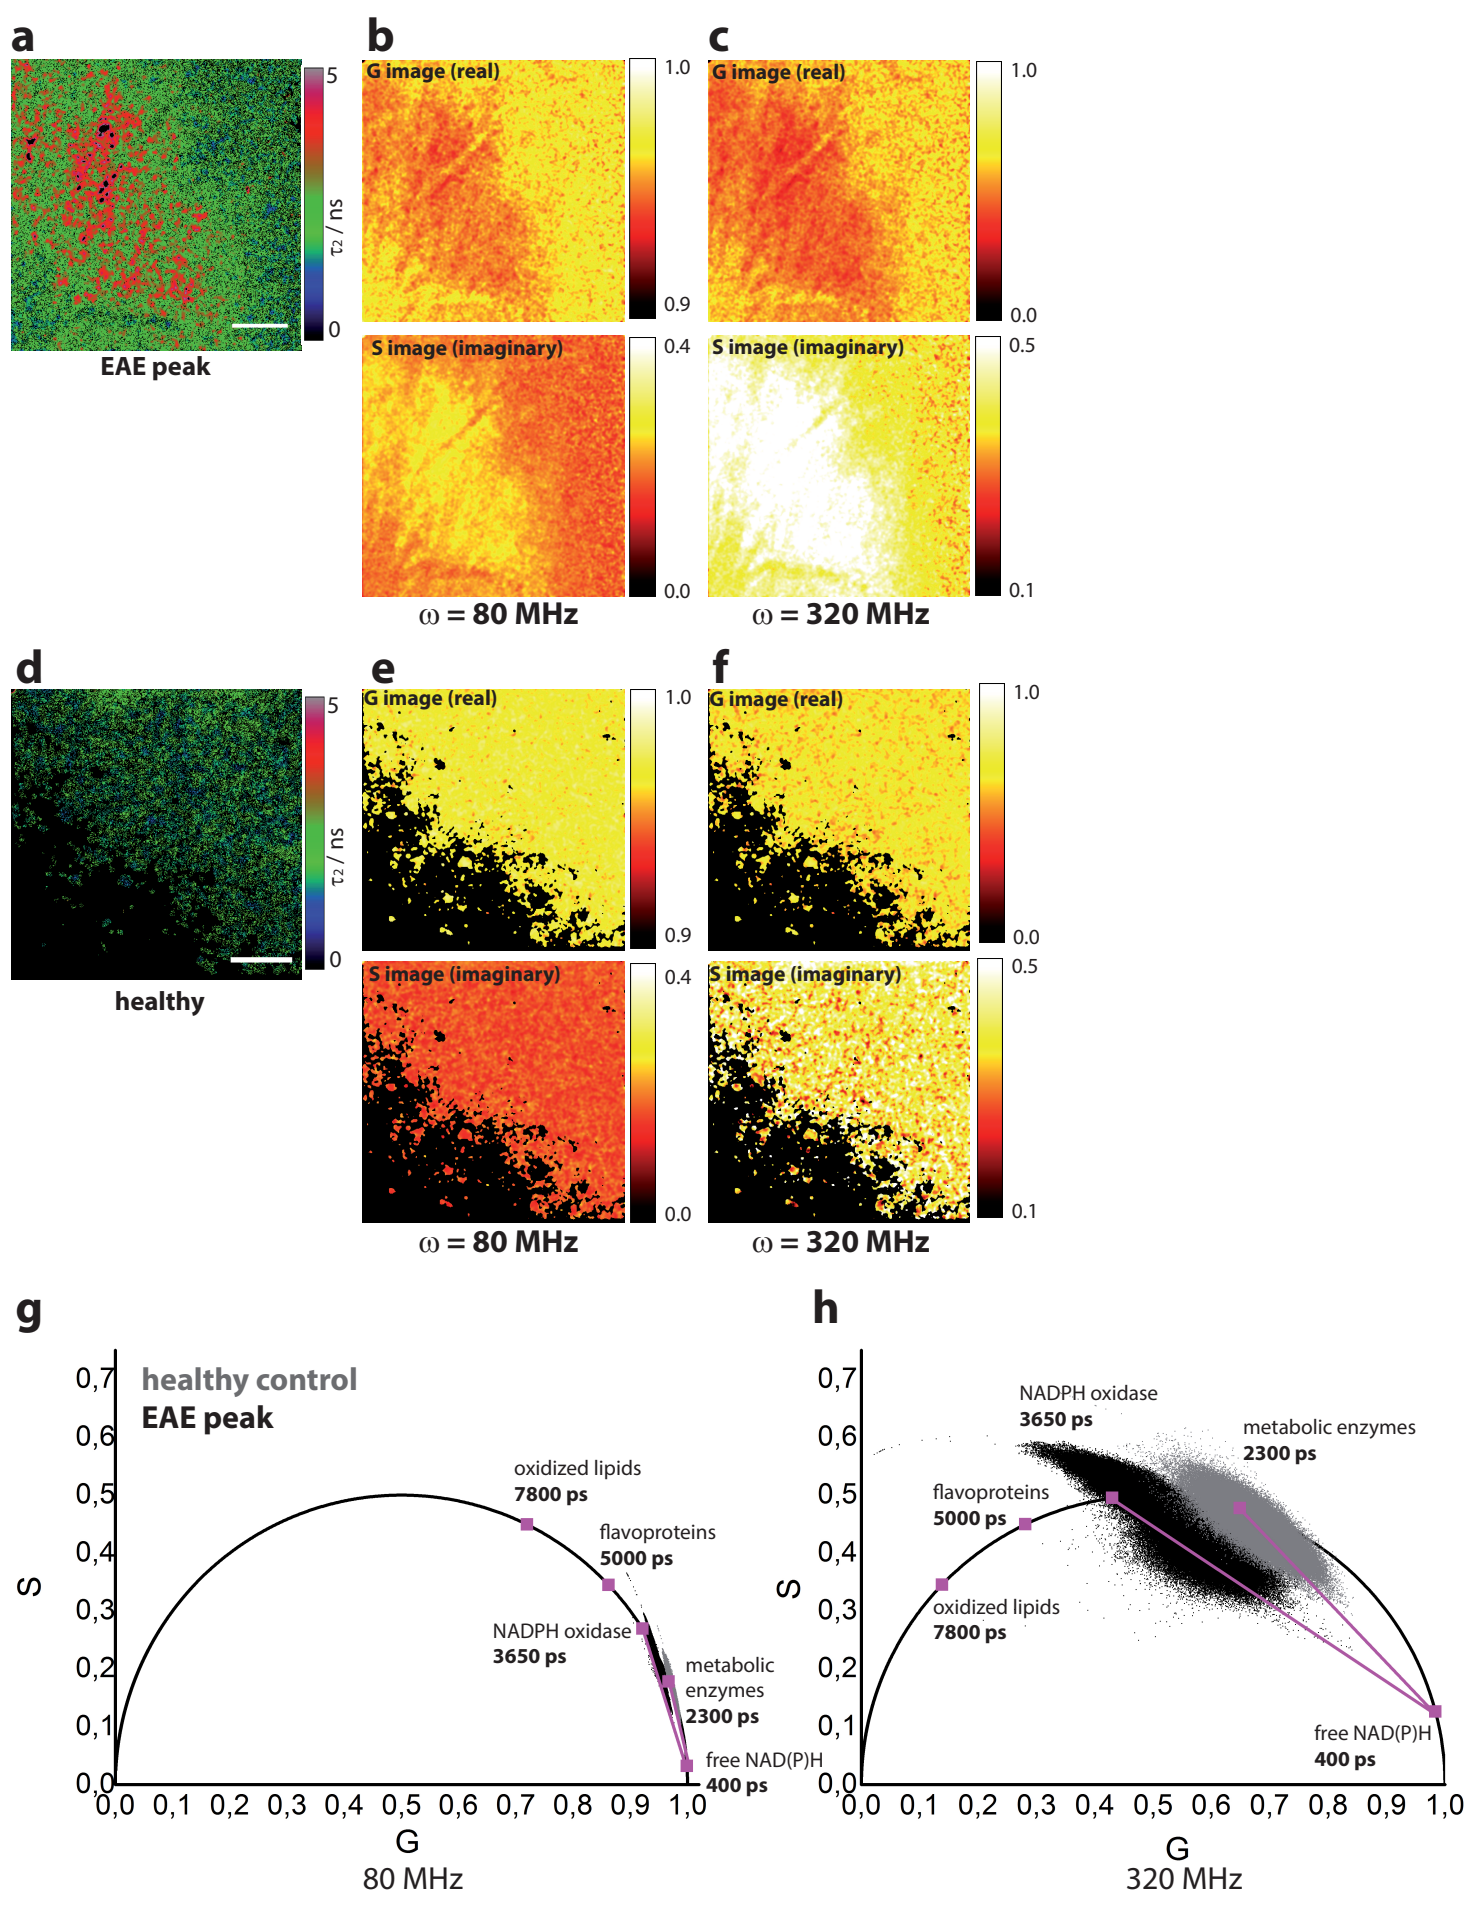 a
b
c
5
τ2 / ns
0
EAE peak
G image (real)
1.0
0.9
G image (real)
1.0
0.0
S image (imaginary)
0.4
0.0
S image (imaginary)
0.5
0.1
ω = 80 MHz
ω = 320 MHz
d
e
f
5
τ2 / ns
0
healthy
G image (real)
1.0
0.9
G image (real)
1.0
0.0
S image (imaginary)
0.4
0.0
S image (imaginary)
0.5
0.1
ω = 80 MHz
ω = 320 MHz
g
healthy control
EAE peak
0,7
0,6
0,5
0,4
0,3
0,2
0,1
0,0
S
oxidized lipids
7800 ps
flavoproteins
5000 ps
NADPH oxidase
3650 ps
metabolic
enzymes
2300 ps
free NAD(P)H
400 ps
0,0 0,1 0,2 0,3 0,4 0,5 0,6 0,7 0,8 0,9 1,0
G
80 MHz
h
0,7
0,6
0,5
0,4
0,3
0,2
0,1
0,0
S
NADPH oxidase
3650 ps
metabolic enzymes
2300 ps
flavoproteins
5000 ps
oxidized lipids
7800 ps
free NAD(P)H
400 ps
0,0 0,1 0,2 0,3 0,4 0,5 0,6 0,7 0,8 0,9 1,0
G
320 MHz